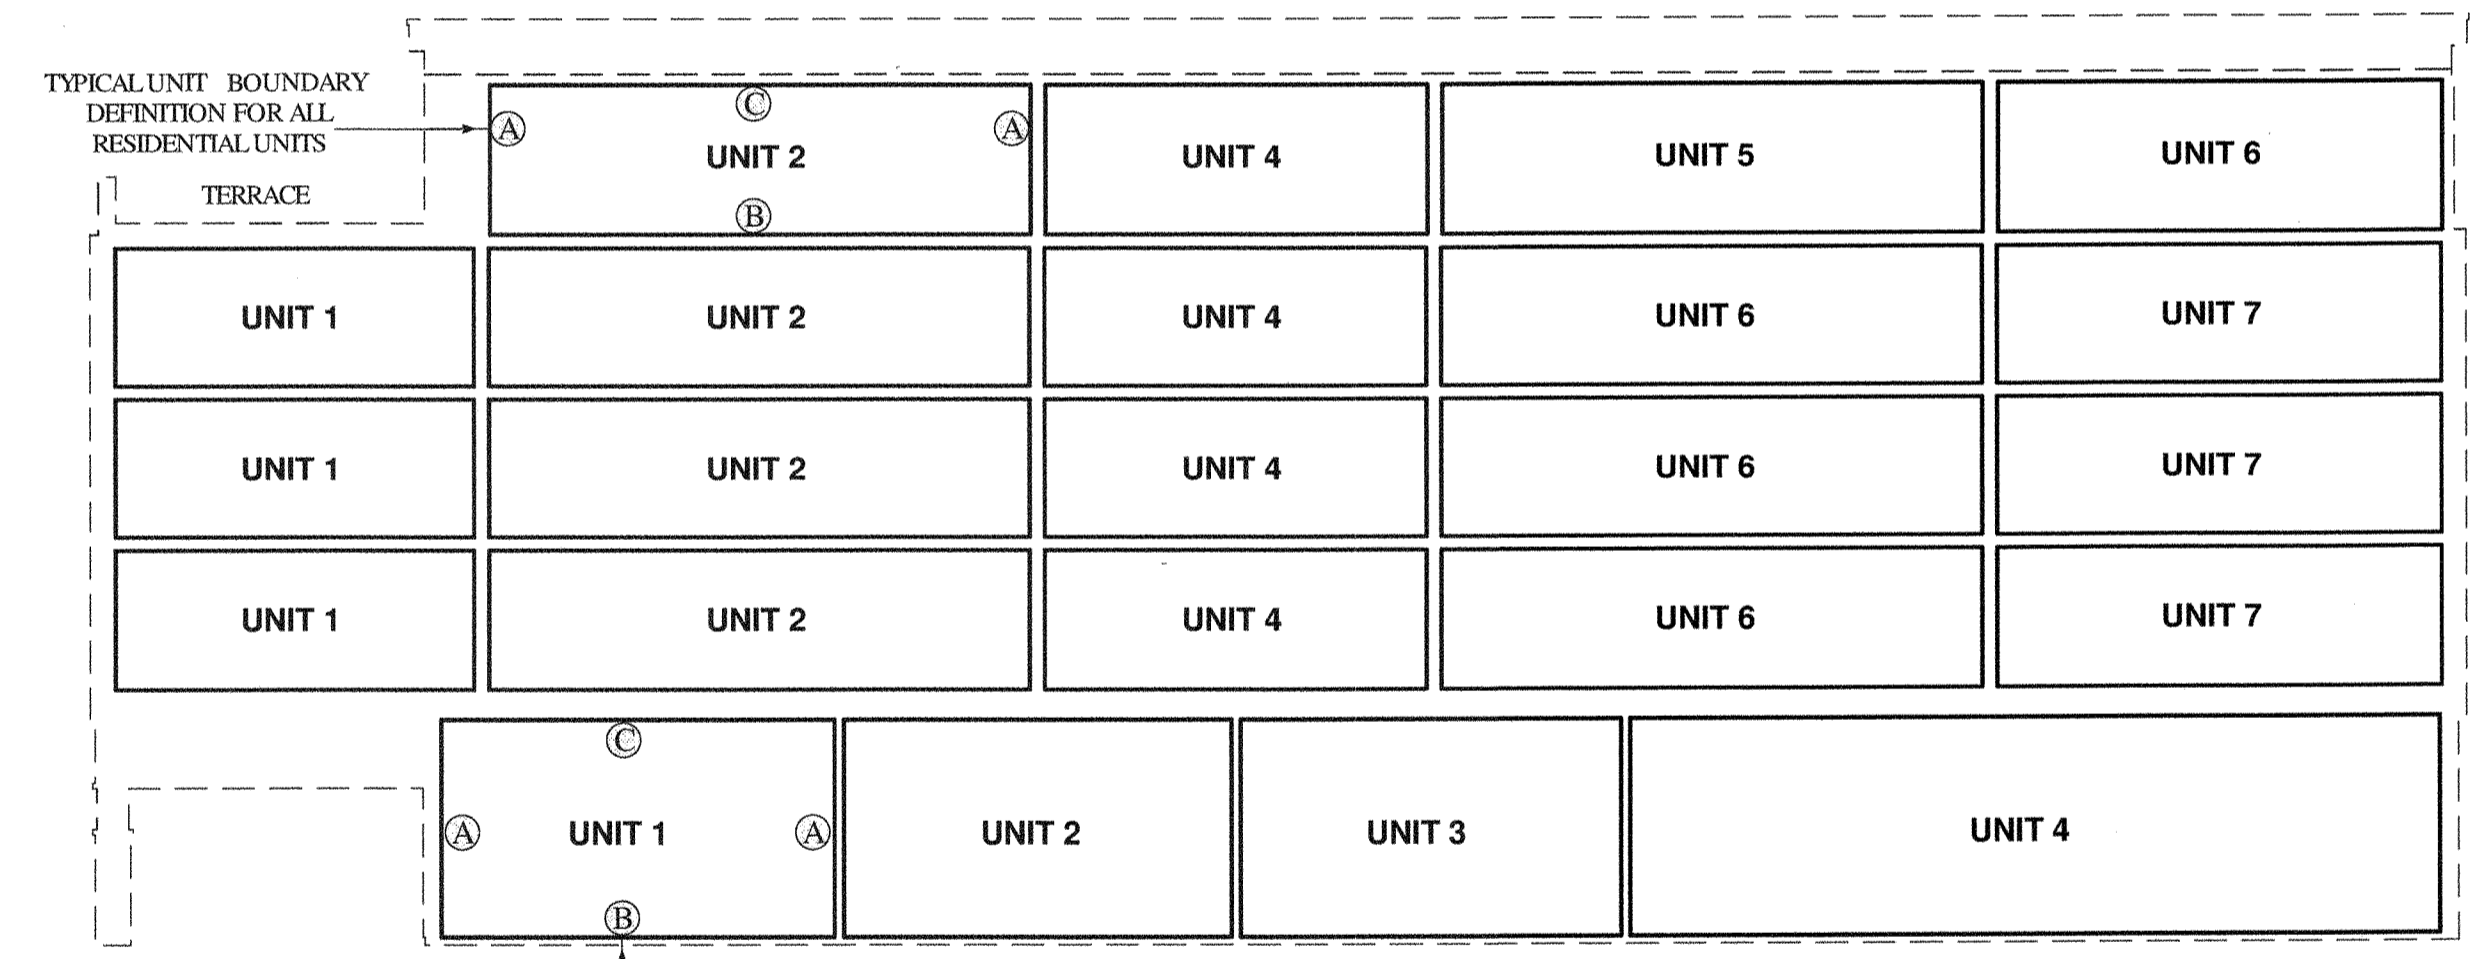 TYPICAL UNIT BOUNDARY
DEFINITION FOR ALL
RESIDENTIAL UNITS
TERRACE
C
A
A
UNIT 2
B
UNIT 4
UNIT 5
UNIT 6
UNIT 1
UNIT 2
UNIT 4
UNIT 6
UNIT 7
UNIT 1
UNIT 2
UNIT 4
UNIT 6
UNIT 7
UNIT 1
UNIT 2
UNIT 4
UNIT 6
UNIT 7
C
A
UNIT 1
A
B
UNIT 2
UNIT 3
UNIT 4